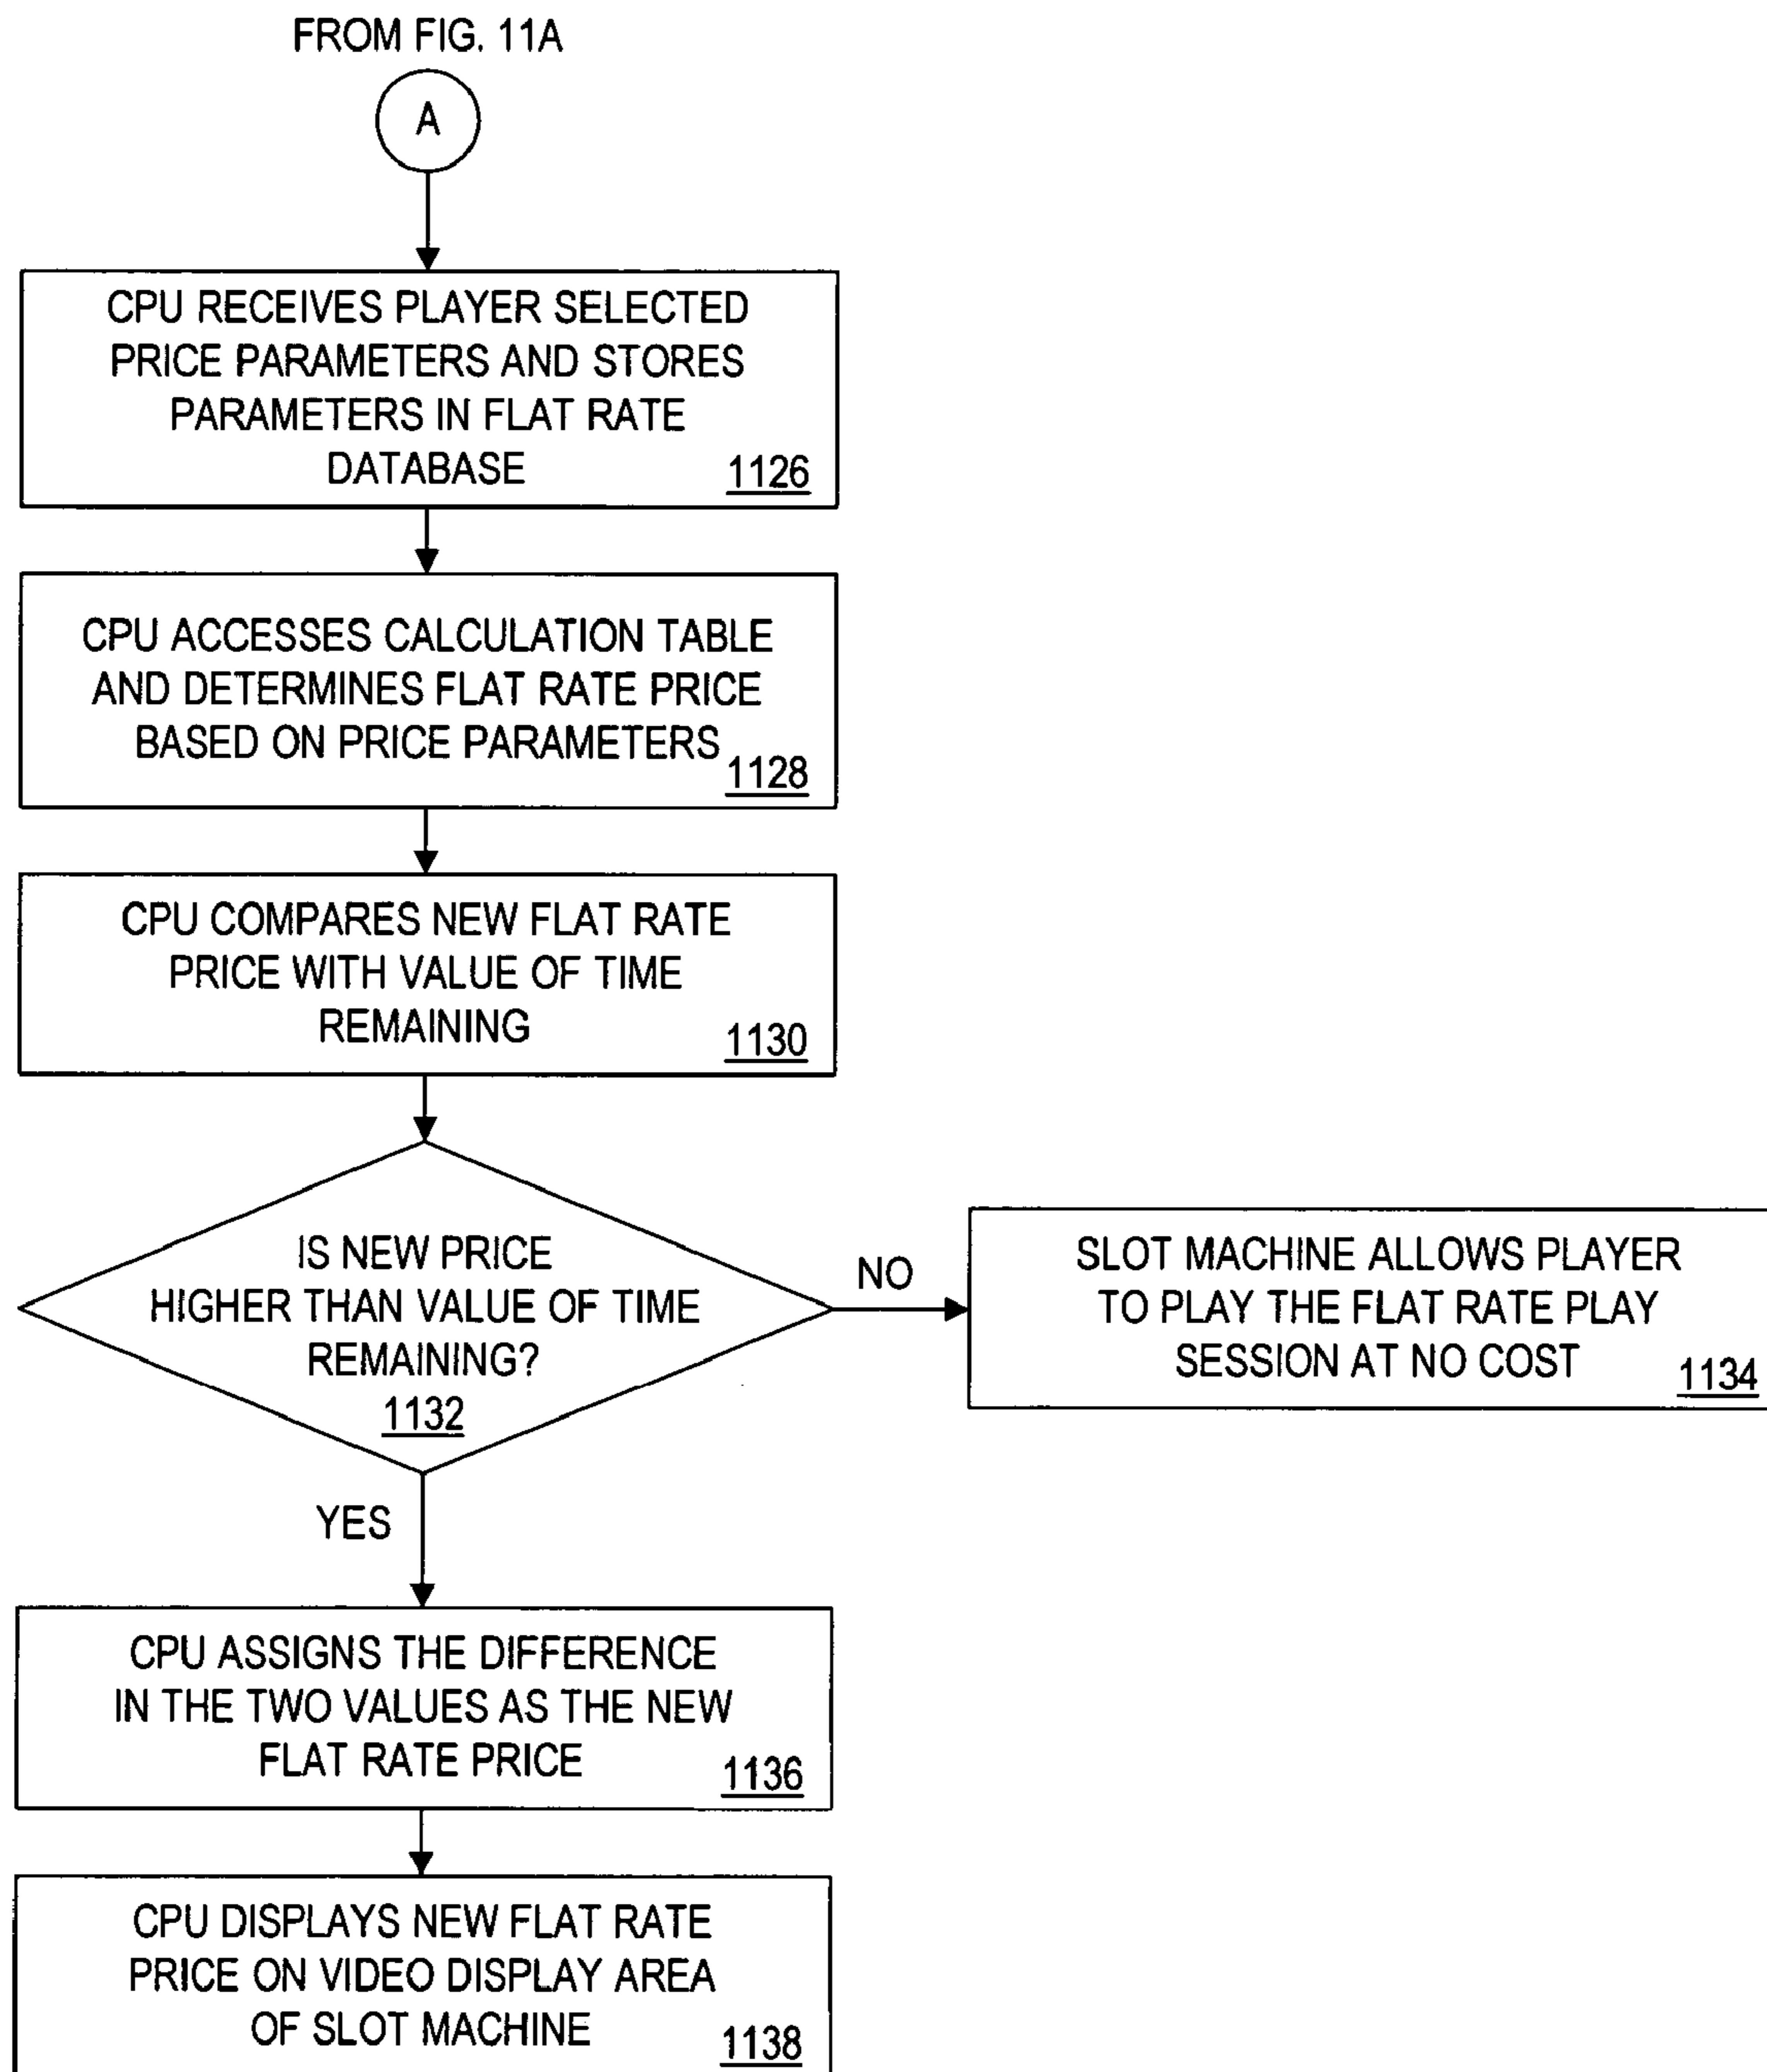 FROM FIG. 11A
A
CPU RECEIVES PLAYER SELECTED
PRICE PARAMETERS AND STORES
PARAMETERS IN FLAT RATE
DATABASE 1126
CPU ACCESSES CALCULATION TABLE
AND DETERMINES FLAT RATE PRICE
BASED ON PRICE PARAMETERS
1128
CPU COMPARES NEW FLAT RATE
PRICE WITH VALUE OF TIME
REMAINING 1130
IS NEW PRICE
HIGHER THAN VALUE OF TIME
REMAINING?
1132
NO
SLOT MACHINE ALLOWS PLAYER
TO PLAY THE FLAT RATE PLAY
SESSION AT NO COST 1134
YES
CPU ASSIGNS THE DIFFERENCE
IN THE TWO VALUES AS THE NEW
FLAT RATE PRICE 1136
CPU DISPLAYS NEW FLAT RATE
PRICE ON VIDEO DISPLAY AREA
OF SLOT MACHINE 1138